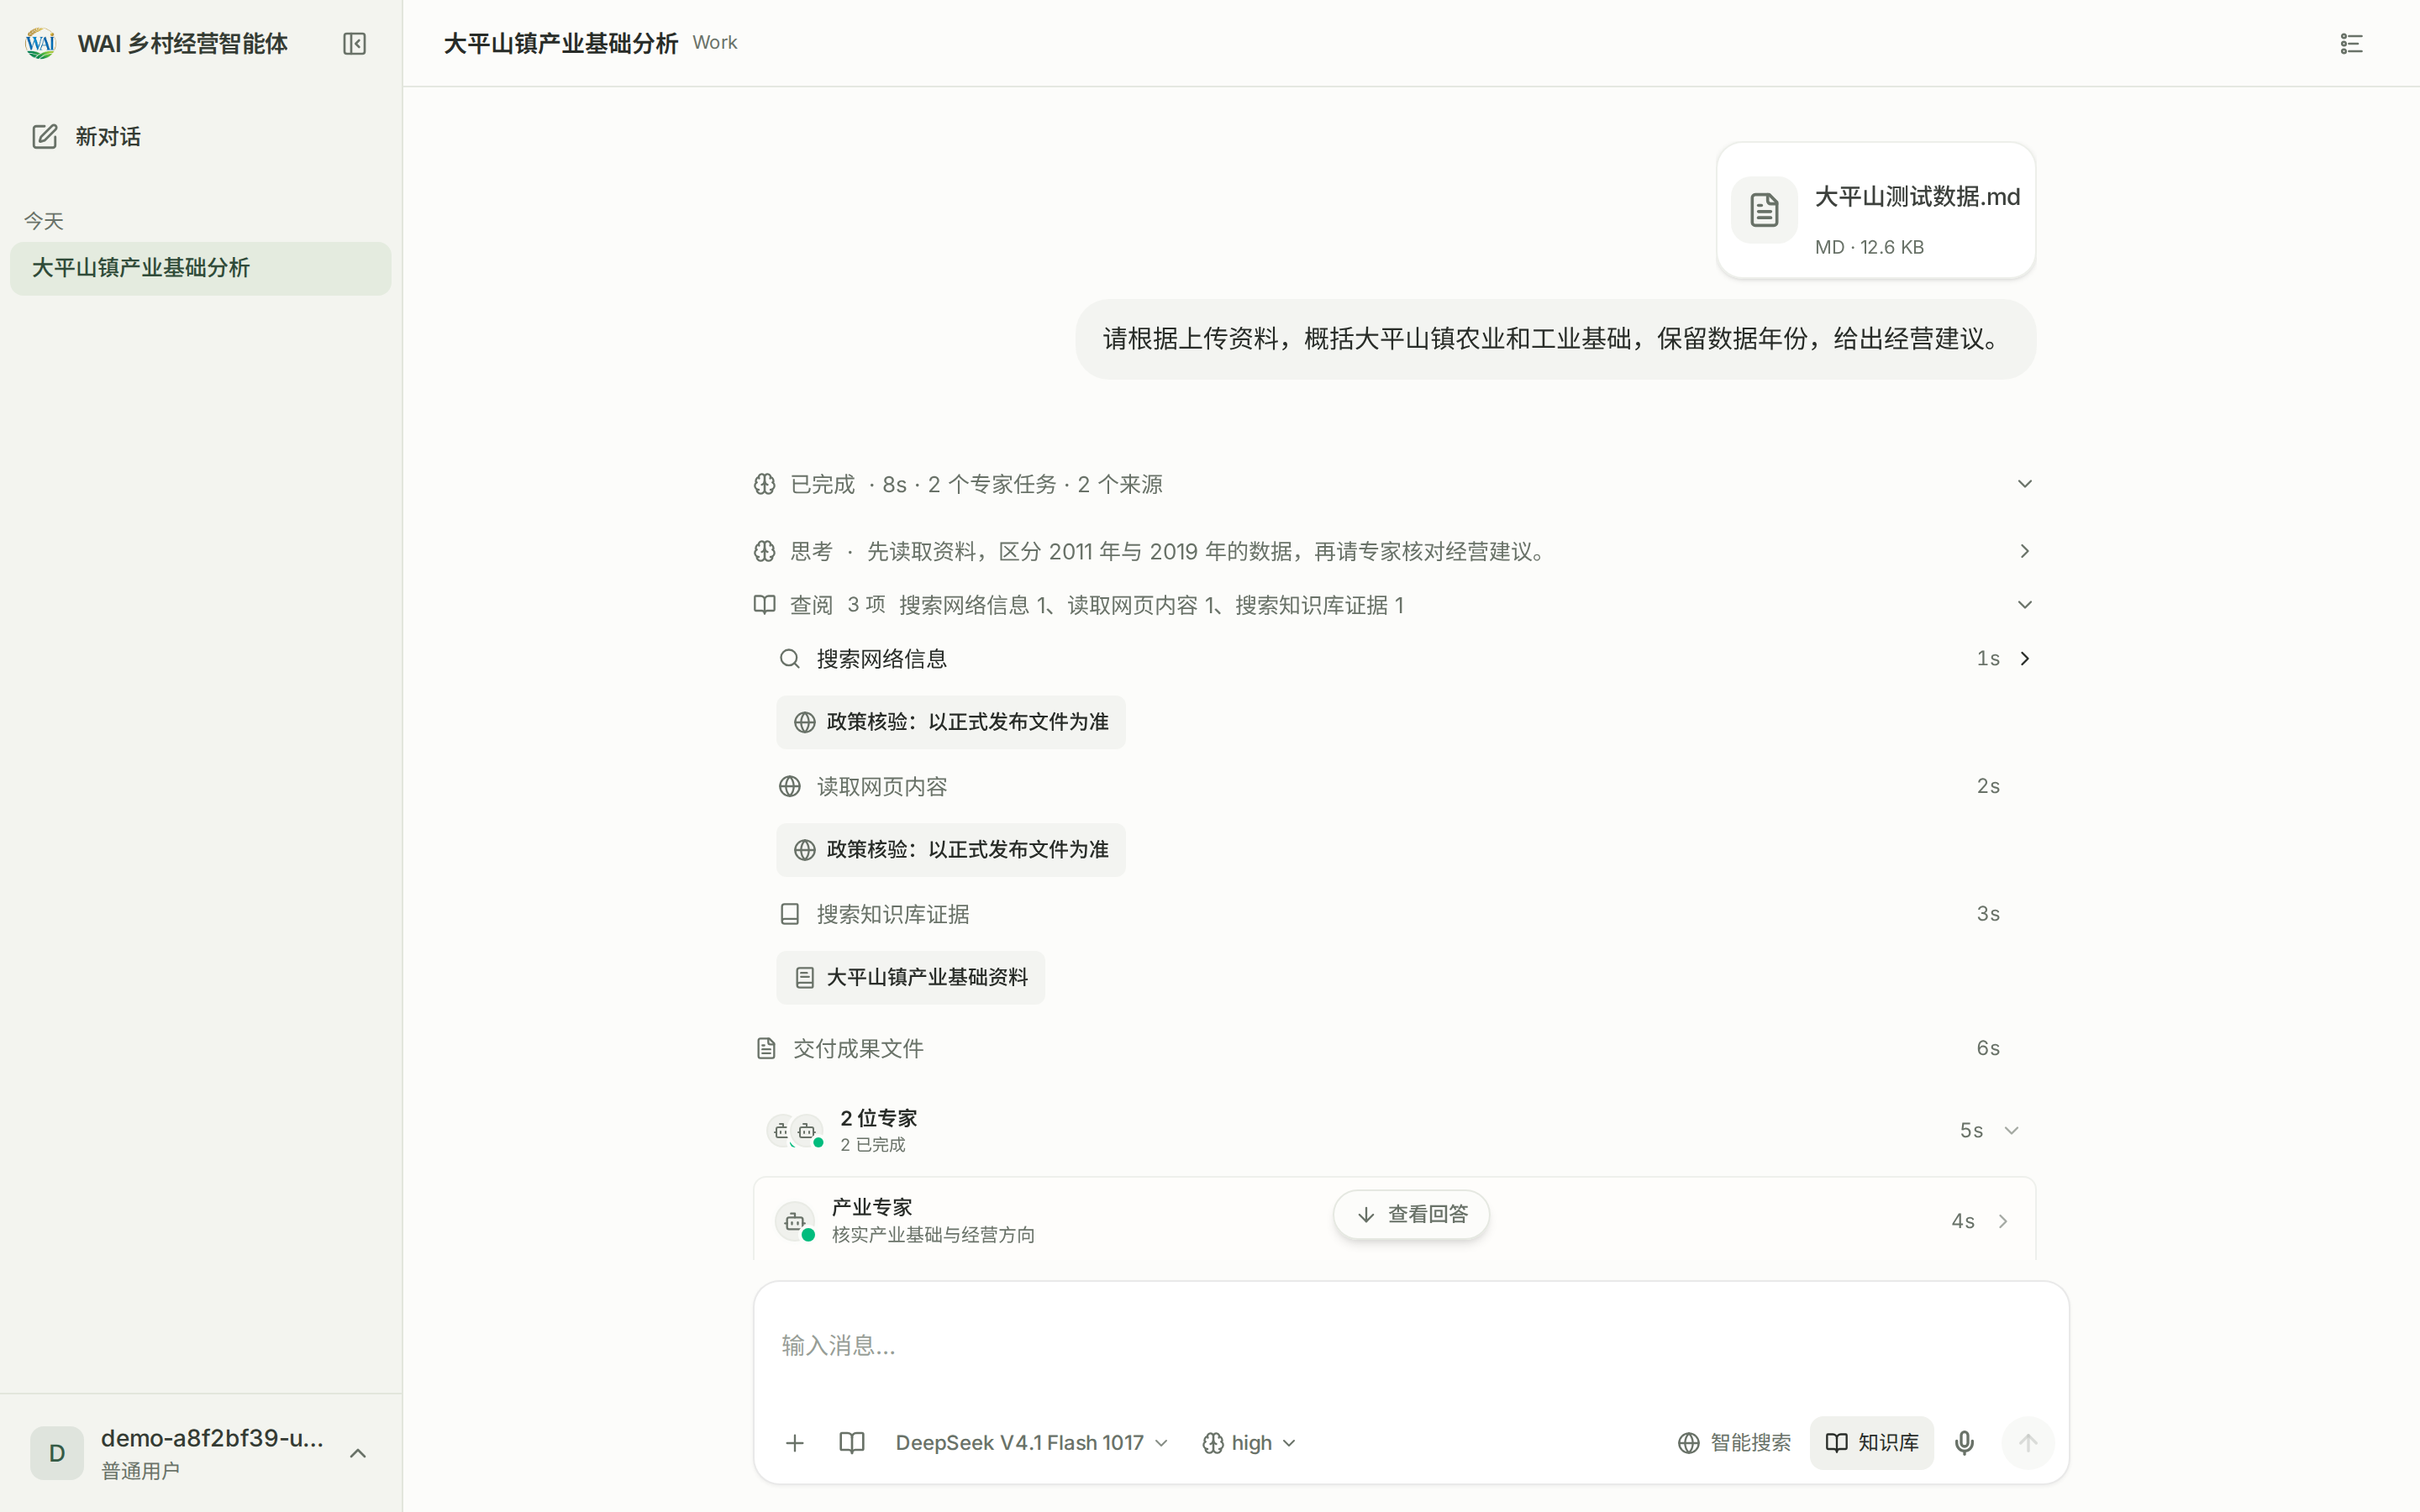 WAI 乡村经营智能体
新对话
今天
大平山镇产业基础分析
D
demo-a8f2bf39-u...
普通用户
大平山镇产业基础分析 Work
大平山测试数据.md
MD · 12.6 KB
请根据上传资料，概括大平山镇农业和工业基础，保留数据年份，给出经营建议。
已完成 · 8s · 2 个专家任务 · 2 个来源
思考 · 先读取资料，区分 2011 年与 2019 年的数据，再请专家核对经营建议。
查阅 3 项 搜索网络信息 1、读取网页内容 1、搜索知识库证据 1
搜索网络信息 1s
政策核验：以正式发布文件为准
读取网页内容 2s
政策核验：以正式发布文件为准
搜索知识库证据 3s
大平山镇产业基础资料
交付成果文件 6s
2 位专家
2 已完成
5s
产业专家
核实产业基础与经营方向
4s
查看回答
输入消息...
DeepSeek V4.1 Flash 1017 high 智能搜索 知识库